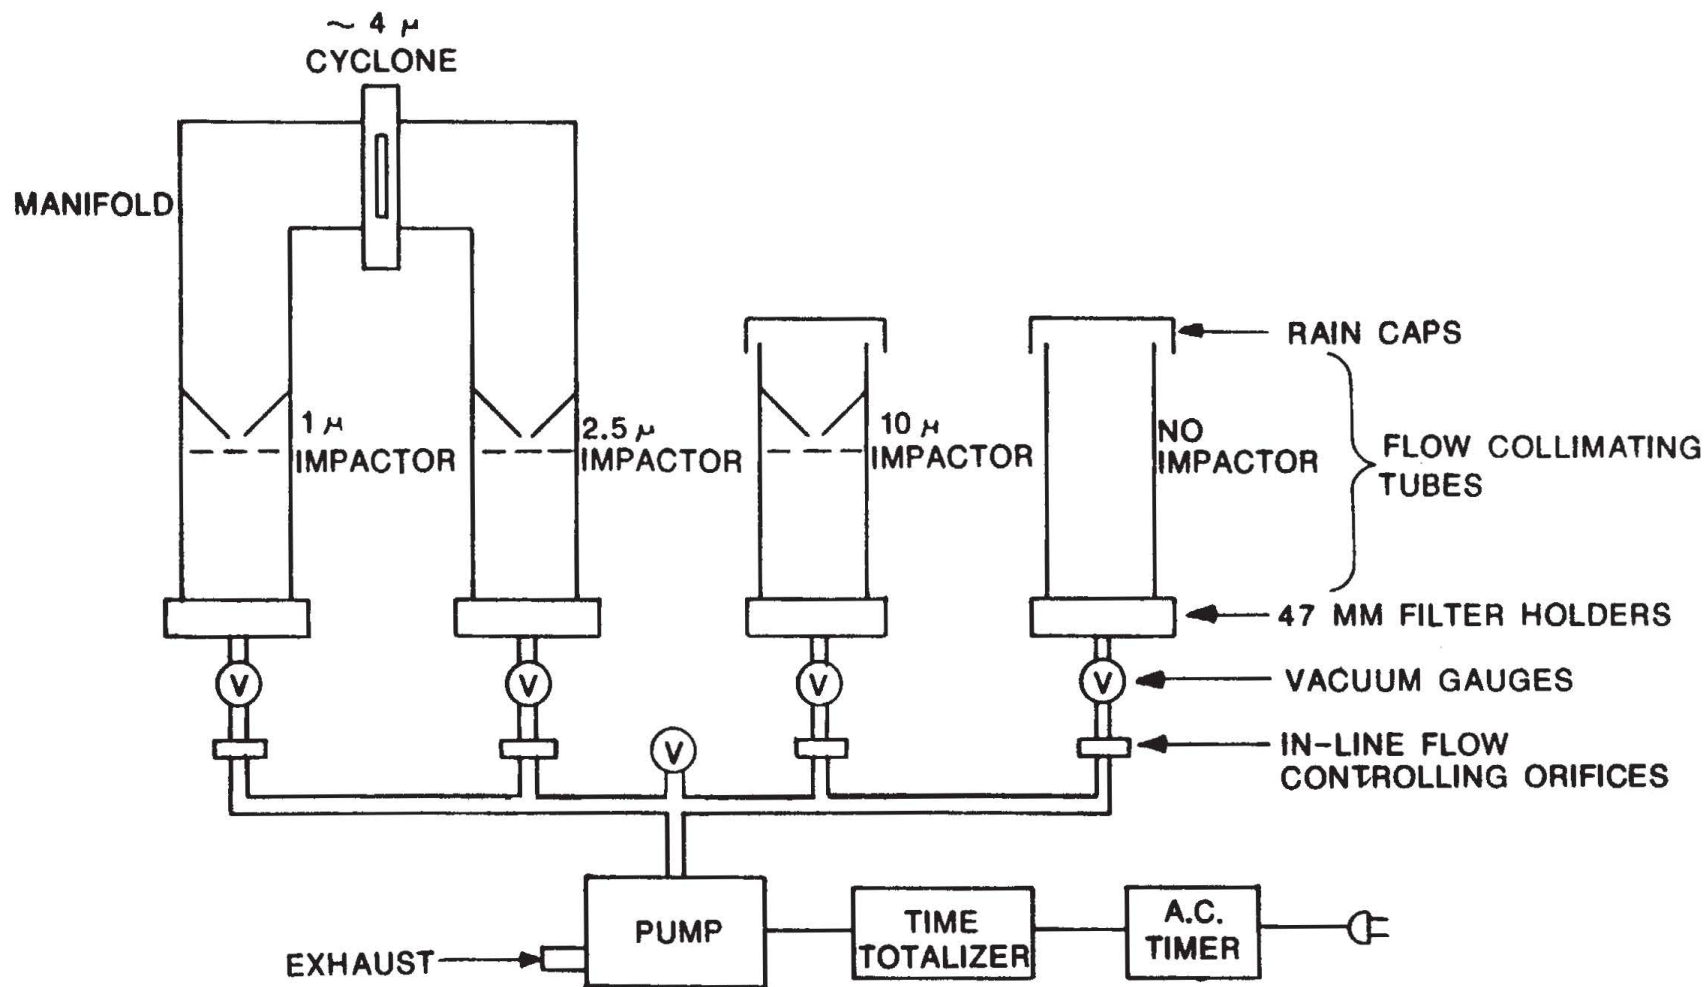 ~ 4 μ
CYCLONE
MANIFOLD
RAIN CAPS
1 μ
IMPACTOR
2.5 μ
IMPACTOR
10 μ
IMPACTOR
NO
IMPACTOR
FLOW COLLIMATING
TUBES
47 MM FILTER HOLDERS
V
V
V
V
VACUUM GAUGES
V
IN-LINE FLOW
CONTROLLING ORIFICES
PUMP
TIME
TOTALIZER
A.C.
TIMER
EXHAUST